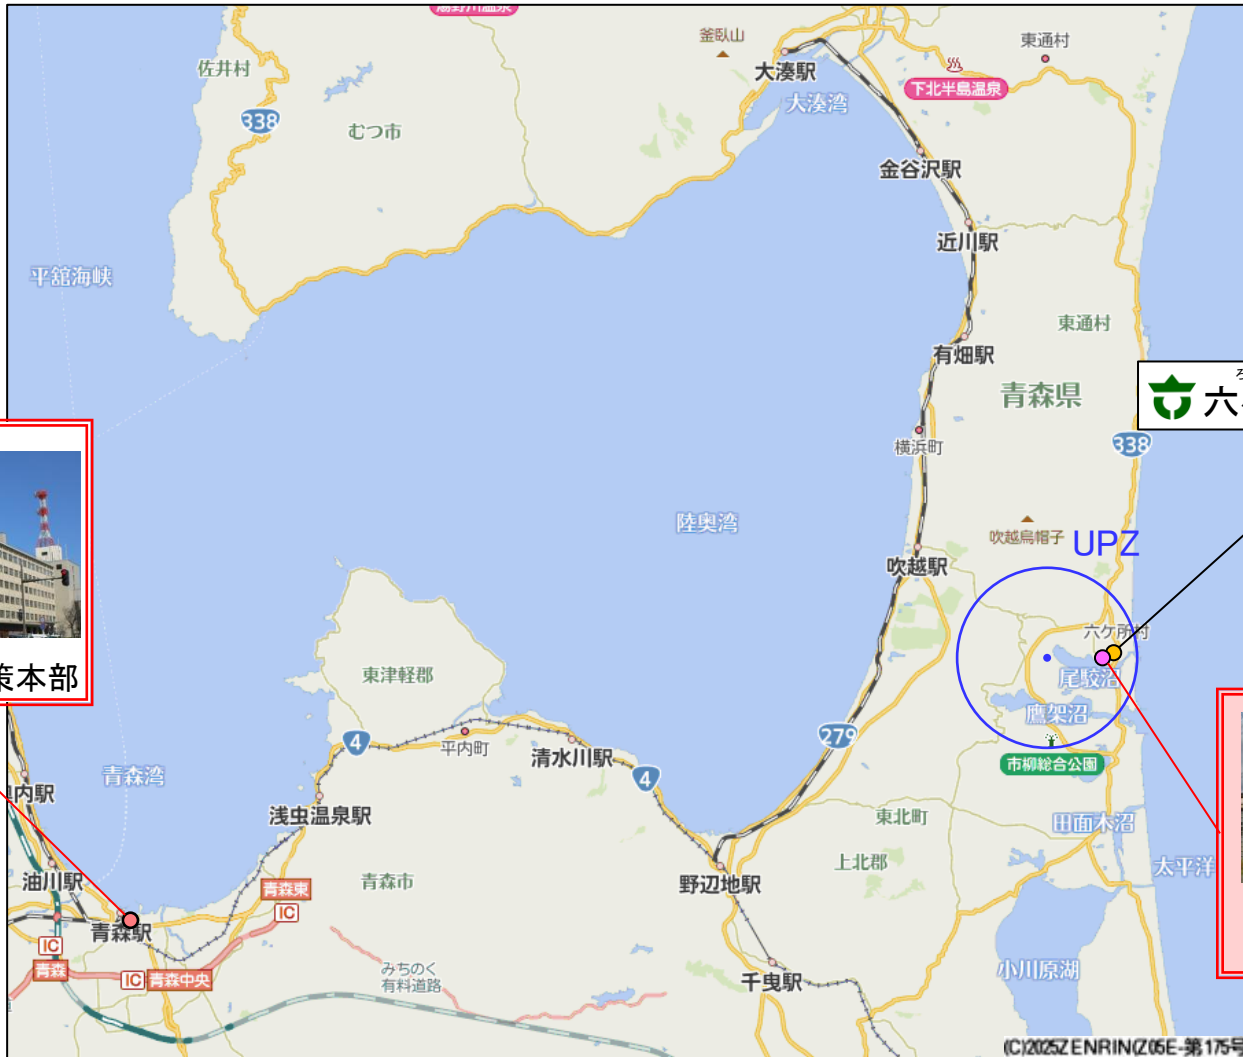 湯野川温泉
釜臥山
東通村
佐井村
大湊駅
下北半島温泉
大湊湾
338
むつ市
金谷沢駅
近川駅
平舘海峡
東通村
有畑駅
青森県
六
338
横浜町
陸奥湾
吹越烏帽子
UPZ
吹越駅
六ケ所村
策本部
東津軽郡
尾駮沼
鷹架沼
4
平内町
清水川駅
279
市柳総合公園
青森湾
4
内駅
浅虫温泉駅
東北町
田面木沼
油川駅
青森東
IC
青森市
野辺地駅
上北郡
太平洋
青森駅
IC
青森
IC
青森中央
みちのく
有料道路
千曳駅
小川原湖
(C)2025ZENRIN(Z05E-第175号